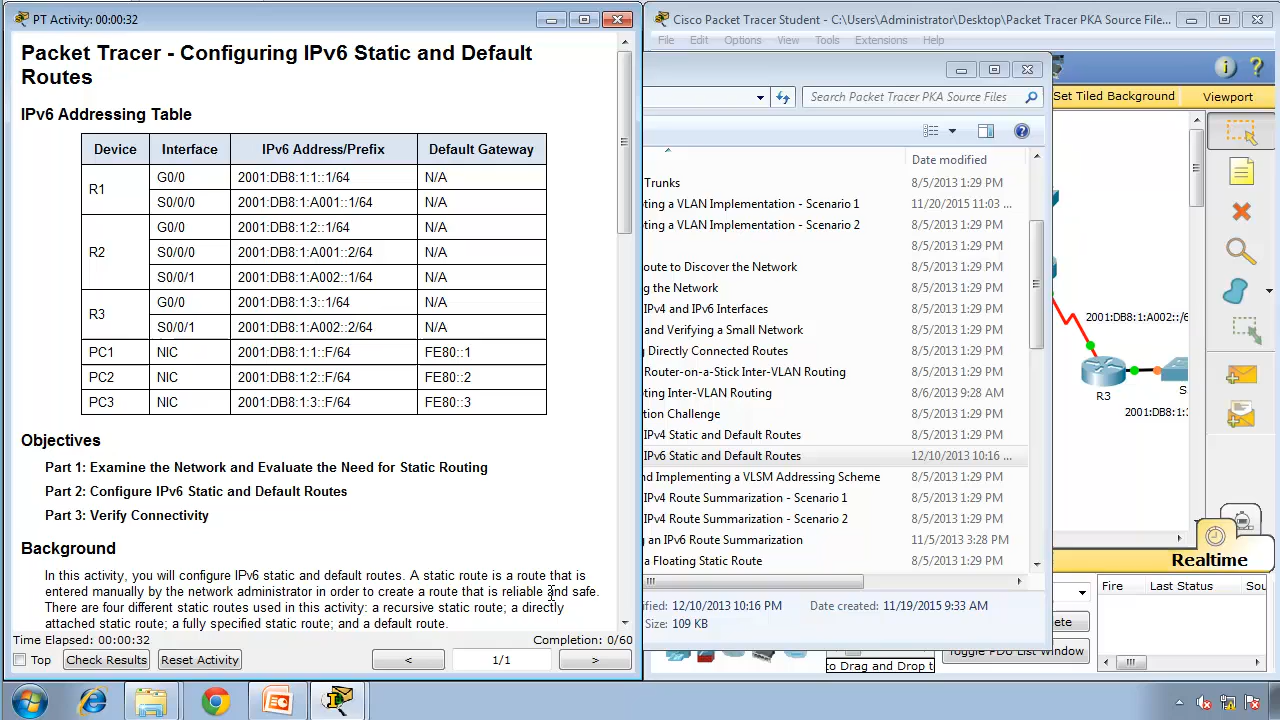 PT Activity: 00:00:32
Packet Tracer - Configuring IPv6 Static and Default
Routes
IPv6 Addressing Table
Device Interface IPv6 Address/Prefix Default Gateway
R1 G0/0 2001:DB8:1:1::1/64 N/A
S0/0/0 2001:DB8:1:A001::1/64 N/A
R2 G0/0 2001:DB8:1:2::1/64 N/A
S0/0/0 2001:DB8:1:A001::2/64 N/A
S0/0/1 2001:DB8:1:A002::1/64 N/A
R3 G0/0 2001:DB8:1:3::1/64 N/A
S0/0/1 2001:DB8:1:A002::2/64 N/A
PC1 NIC 2001:DB8:1:1::F/64 FE80::1
PC2 NIC 2001:DB8:1:2::F/64 FE80::2
PC3 NIC 2001:DB8:1:3::F/64 FE80::3
Objectives
Part 1: Examine the Network and Evaluate the Need for Static Routing
Part 2: Configure IPv6 Static and Default Routes
Part 3: Verify Connectivity
Background
In this activity, you will configure IPv6 static and default routes. A static route is a route that is
entered manually by the network administrator in order to create a route that is reliable and safe.
There are four different static routes used in this activity: a recursive static route; a directly
attached static route; a fully specified static route; and a default route.
Time Elapsed: 00:00:32 Completion: 0/60
Top Check Results Reset Activity < 1/1 >
Cisco Packet Tracer Student - C:\Users\Administrator\Desktop\Packet Tracer PKA Source File...
File Edit Options View Tools Extensions Help
Search Packet Tracer PKA Source Files
Set Tiled Background Viewport
Date modified
Trunks 8/5/2013 1:29 PM
ting a VLAN Implementation - Scenario 1 11/20/2015 11:03 ...
ting a VLAN Implementation - Scenario 2 8/5/2013 1:29 PM
8/5/2013 1:29 PM
oute to Discover the Network 8/5/2013 1:29 PM
ng the Network 8/5/2013 1:29 PM
IPv4 and IPv6 Interfaces 8/5/2013 1:29 PM
and Verifying a Small Network 8/5/2013 1:29 PM
g Directly Connected Routes 8/5/2013 1:29 PM
Router-on-a-Stick Inter-VLAN Routing 8/5/2013 1:29 PM
oting Inter-VLAN Routing 8/6/2013 9:28 AM
tion Challenge 8/5/2013 1:29 PM
IPv4 Static and Default Routes 8/5/2013 1:29 PM
IPv6 Static and Default Routes 12/10/2013 10:16 ...
nd Implementing a VLSM Addressing Scheme 8/5/2013 1:29 PM
IPv4 Route Summarization - Scenario 1 8/5/2013 1:29 PM
IPv4 Route Summarization - Scenario 2 8/5/2013 1:29 PM
g an IPv6 Route Summarization 11/5/2013 3:28 PM
a Floating Static Route 8/5/2013 1:29 PM
ified: 12/10/2013 10:16 PM Date created: 11/19/2015 9:33 AM
Size: 109 KB
2001:DB8:1:A002::/6
R3
S
2001:DB8:1:3
Realtime
Fire Last Status Sou
ete
Toggle PDU List Window
to Drag and Drop t